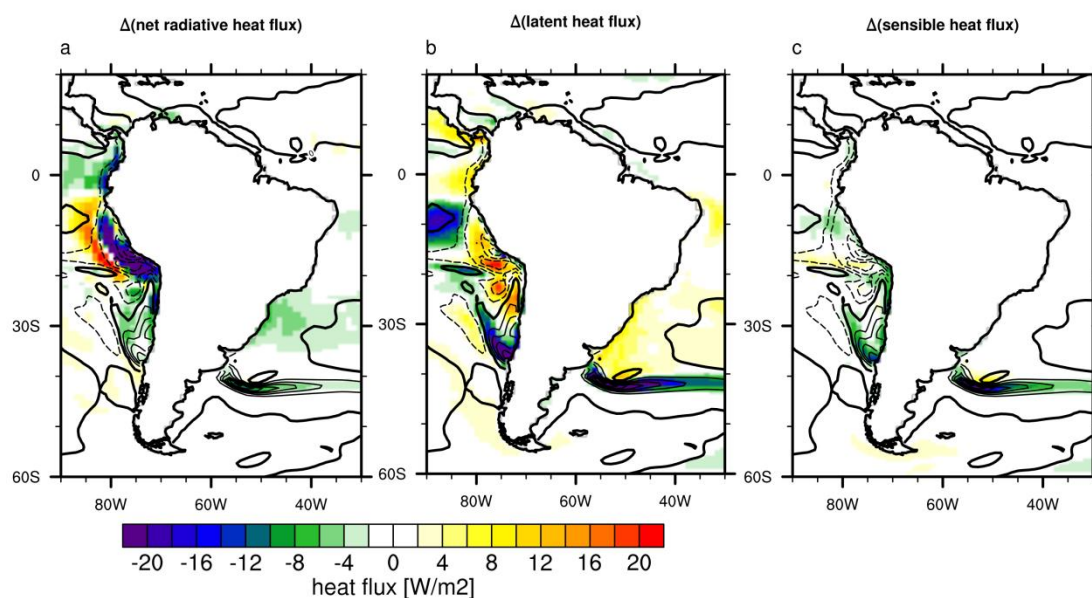 Δ(net radiative heat flux)
Δ(latent heat flux)
Δ(sensible heat flux)
a
b
c
0
30S
60S
80W 60W 40W
0
30S
60S
80W 60W 40W
0
30S
60S
80W 60W 40W
-20 -16 -12 -8 -4 0 4 8 12 16 20
heat flux [W/m2]